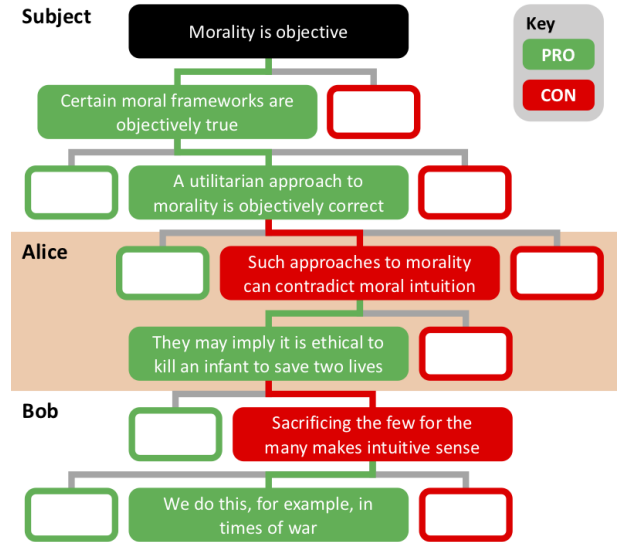 Subject
Morality is objective
Key
PRO
CON
Certain moral frameworks are
objectively true
A utilitarian approach to
morality is objectively correct
Alice
Such approaches to morality
can contradict moral intuition
They may imply it is ethical to
kill an infant to save two lives
Bob
Sacrificing the few for the
many makes intuitive sense
We do this, for example, in
times of war